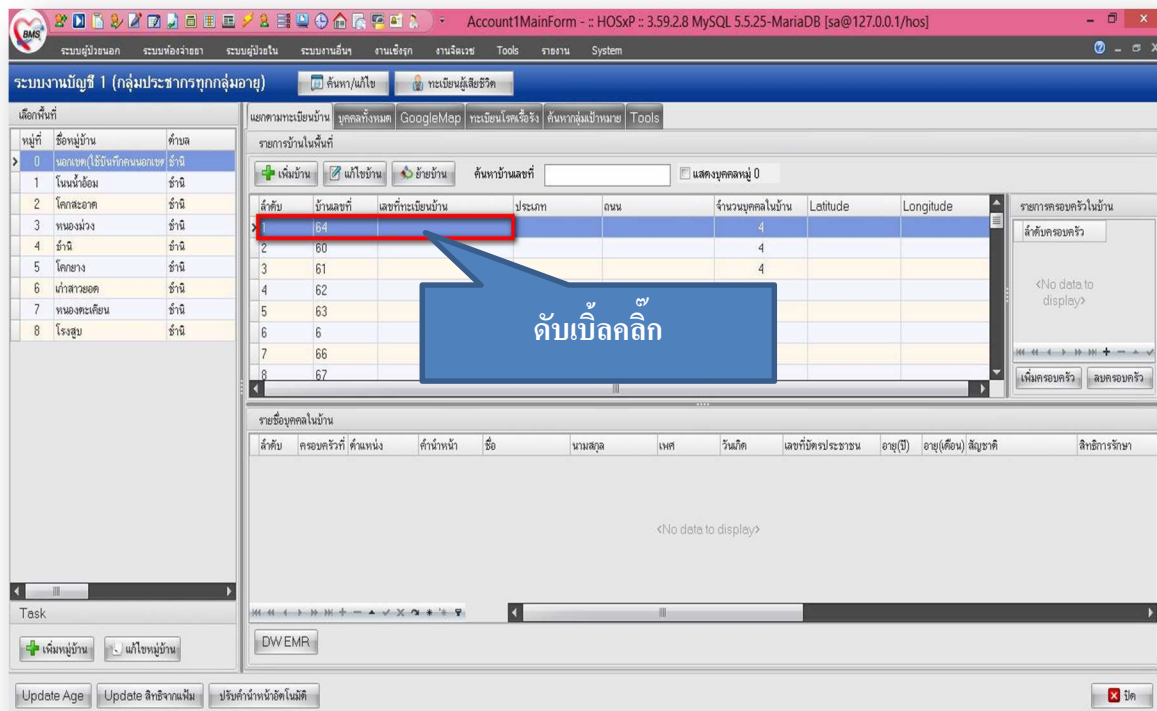 BMS
Account1MainForm - :: HOSxP :: 3.59.2.8 MySQL 5.5.25-MariaDB [sa@127.0.0.1/hos]
ระบบผู้ป่วยนอก ระบบห้องจ่ายยา ระบบผู้ป่วยใน ระบบงานอื่นๆ งานเชิงรุก งานจิตเวช Tools รายงาน System
ระบบงานบัญชี 1 (กลุ่มประชากรทุกกลุ่มอายุ) ค้นหา/แก้ไข ทะเบียนผู้เสียชีวิต
เลือกพื้นที่
หมู่ที่ ชื่อหมู่บ้าน ตำบล
0 นอกเขต(ใช้บันทึกคนนอกเขต ชำนิ
1 โนนน้ำอ้อม ชำนิ
2 โคกสะอาด ชำนิ
3 หนองม่วง ชำนิ
4 ชำนิ ชำนิ
5 โคกยาง ชำนิ
6 เก่าสาวยอด ชำนิ
7 หนองตะเคียน ชำนิ
8 โรงสูบ ชำนิ
แยกตามทะเบียนบ้าน บุคคลทั้งหมด GoogleMap ทะเบียนโรคเรื้อรัง ค้นหากลุ่มเป้าหมาย Tools
รายการบ้านในพื้นที่
เพิ่มบ้าน แก้ไขบ้าน ย้ายบ้าน ค้นหาบ้านเลขที่ แสดงบุคคลหมู่ 0
ลำดับ บ้านเลขที่ เลขที่ทะเบียนบ้าน ประเภท ถนน จำนวนบุคคลในบ้าน Latitude Longitude
1 64 4
2 60 4
3 61 4
4 62
5 63
6 6
7 66
8 67
ดับเบิ้ลคลิ๊ก
รายการครอบครัวในบ้าน
ลำดับครอบครัว
<No data to
display>
เพิ่มครอบครัว ลบครอบครัว
รายชื่อบุคคลในบ้าน
ลำดับ ครอบครัวที่ ตำแหน่ง คำนำหน้า ชื่อ นามสกุล เพศ วันเกิด เลขที่บัตรประชาชน อายุ(ปี) อายุ(เดือน) สัญชาติ สิทธิการรักษา
<No data to display>
DW EMR
Task
เพิ่มหมู่บ้าน แก้ไขหมู่บ้าน
Update Age Update สิทธิจากแฟ้ม ปรับคำนำหน้าอัตโนมัติ ปิด